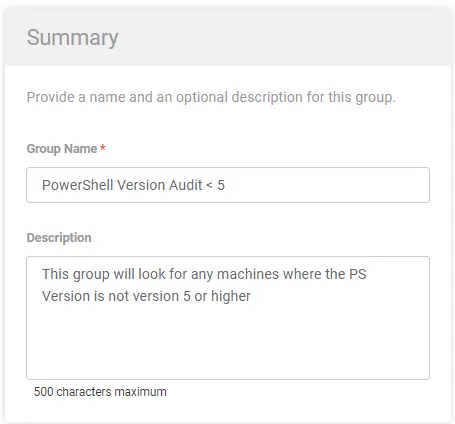 Summary
Provide a name and an optional description for this group.
Group Name *
PowerShell Version Audit < 5
Description
This group will look for any machines where the PS
Version is not version 5 or higher
500 characters maximum